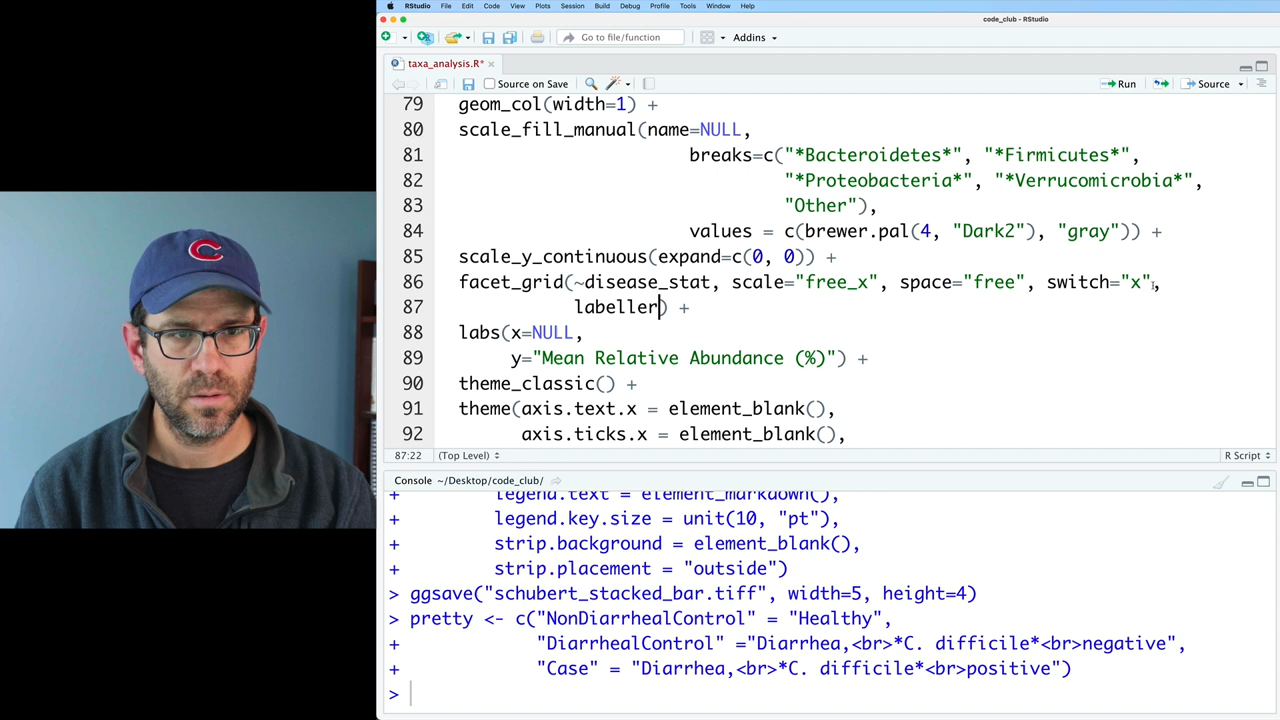 RStudio File Edit Code View Plots Session Build Debug Profile Tools Window Help
code_club - RStudio
Go to file/function Addins
taxa_analysis.R*
Source on Save Run Source
79 geom_col(width=1) +
80 scale_fill_manual(name=NULL,
81 breaks=c("*Bacteroidetes*", "*Firmicutes*",
82 "*Proteobacteria*", "*Verrucomicrobia*",
83 "Other"),
84 values = c(brewer.pal(4, "Dark2"), "gray")) +
85 scale_y_continuous(expand=c(0, 0)) +
86 facet_grid(~disease_stat, scale="free_x", space="free", switch="x",
87 labeller) +
88 labs(x=NULL,
89 y="Mean Relative Abundance (%)") +
90 theme_classic() +
91 theme(axis.text.x = element_blank(),
92 axis.ticks.x = element_blank(),
87:22 (Top Level) R Script
Console ~/Desktop/code_club/
+ legend.text = element_markdown(),
+ legend.key.size = unit(10, "pt"),
+ strip.background = element_blank(),
+ strip.placement = "outside")
> ggsave("schubert_stacked_bar.tiff", width=5, height=4)
> pretty <- c("NonDiarrhealControl" = "Healthy",
+ "DiarrhealControl" ="Diarrhea,<br>*C. difficile*<br>negative",
+ "Case" = "Diarrhea,<br>*C. difficile*<br>positive")
>